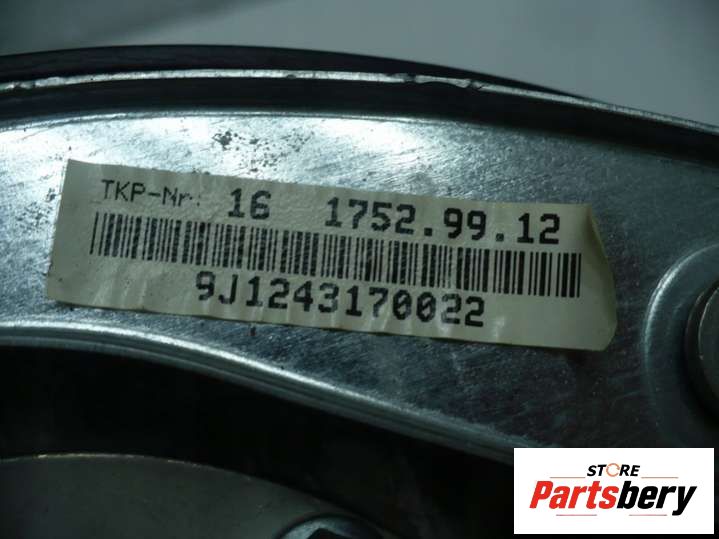 TKP-Nr: 16 1752.99.12
9J1243170022
STORE
Partsbery